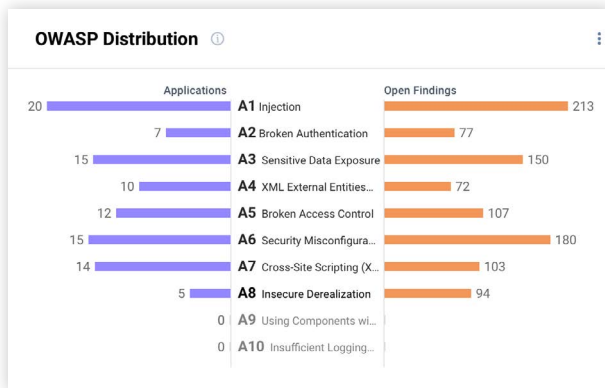 OWASP Distribution
Applications Open Findings
20 A1 Injection 213
7 A2 Broken Authentication 77
15 A3 Sensitive Data Exposure 150
10 A4 XML External Entities... 72
12 A5 Broken Access Control 107
15 A6 Security Misconfigura... 180
14 A7 Cross-Site Scripting (X... 103
5 A8 Insecure Derealization 94
0 A9 Using Components wi...
0 A10 Insufficient Logging...